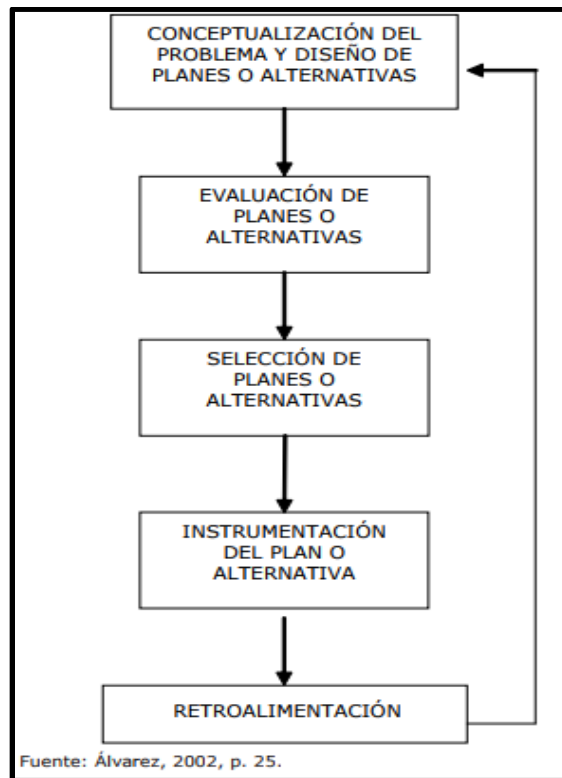 CONCEPTUALIZACIÓN DEL
PROBLEMA Y DISEÑO DE
PLANES O ALTERNATIVAS
EVALUACIÓN DE
PLANES O
ALTERNATIVAS
SELECCIÓN DE
PLANES O
ALTERNATIVAS
INSTRUMENTACIÓN
DEL PLAN O
ALTERNATIVA
RETROALIMENTACIÓN
Fuente: Álvarez, 2002, p. 25.